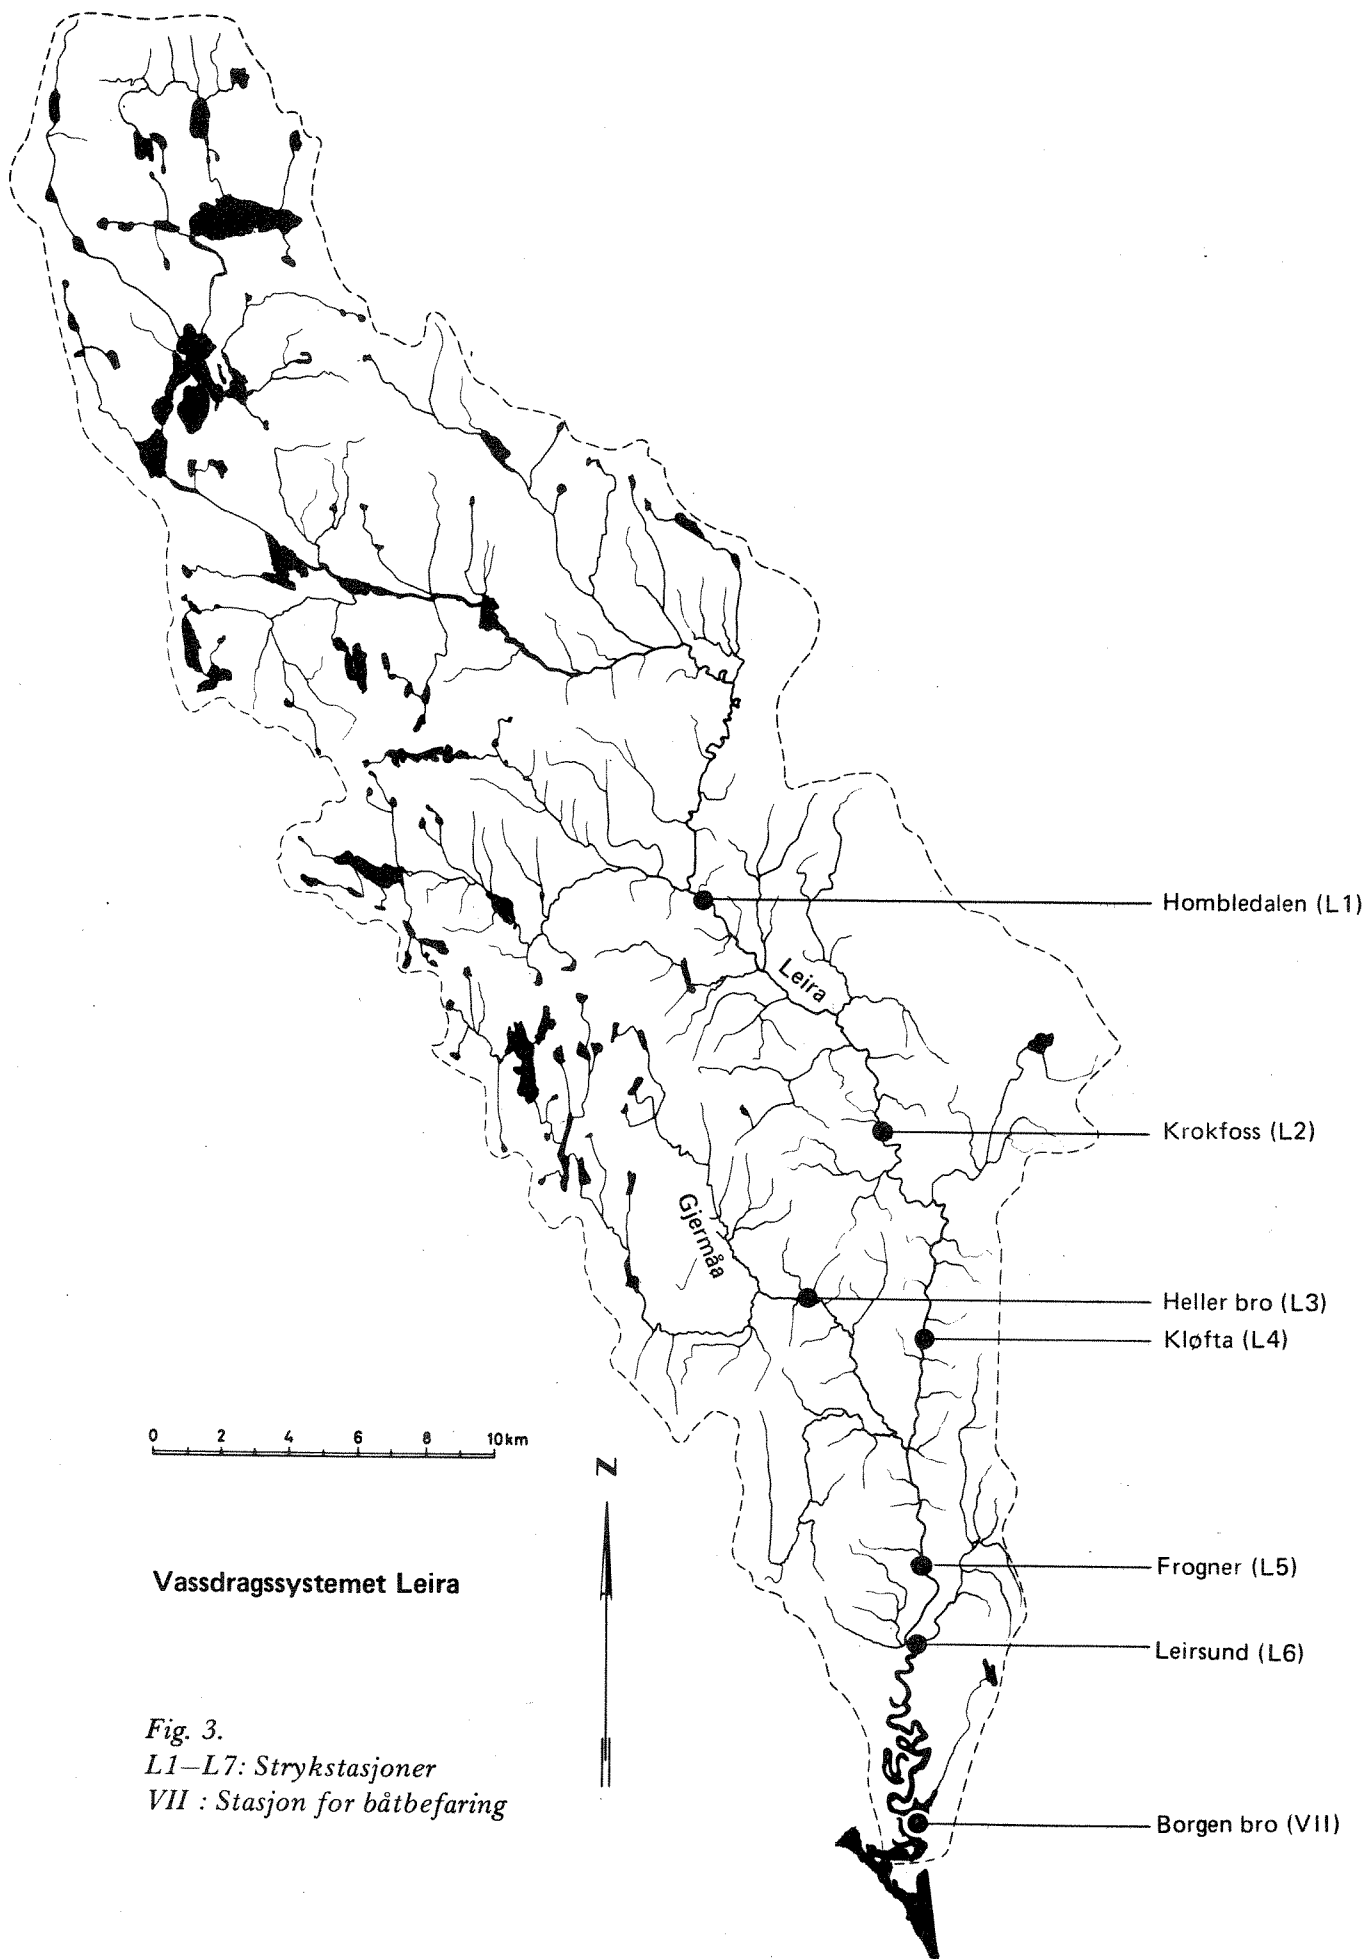 Hombledalen (L1)
Leira
Krokfoss (L2)
Gjermåa
Heller bro (L3)
Kløfta (L4)
0 2 4 6 8 10km
N
Frogner (L5)
Vassdragssystemet Leira
Leirsund (L6)
Fig. 3.
L1–L7: Strykstasjoner
VII : Stasjon for båtbefaring
Borgen bro (VII)